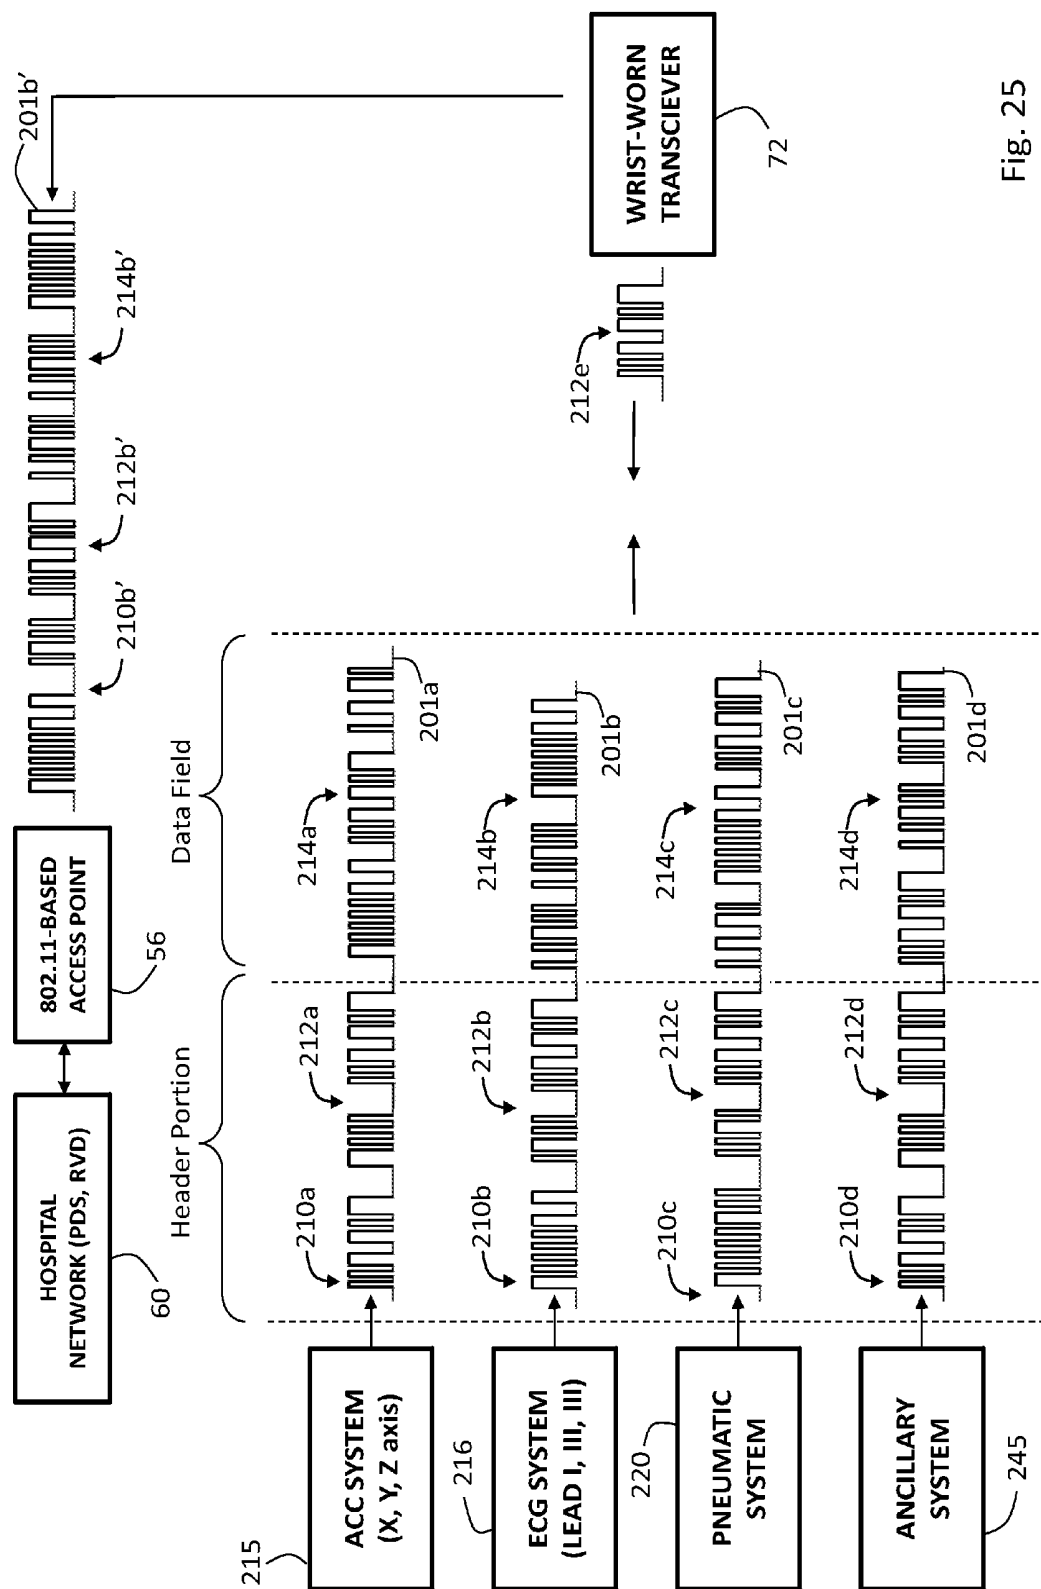 HOSPITAL
NETWORK (PDS, RVD)
60
802.11-BASED
ACCESS POINT
56
210b’
212b’
214b’
201b’
Header Portion
Data Field
215
ACC SYSTEM
(X, Y, Z axis)
210a
212a
214a
201a
216
ECG SYSTEM
(LEAD I, III, III)
210b
212b
214b
201b
220
PNEUMATIC
SYSTEM
210c
212c
214c
201c
ANCILLARY
SYSTEM
245
210d
212d
214d
201d
212e
WRIST-WORN
TRANSCIEVER
72
Fig. 25